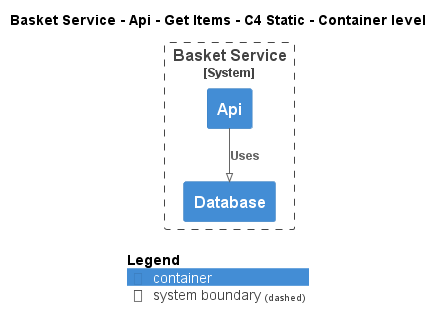 Basket Service - Api - Get Items - C4 Static - Container level
Basket Service
[System]
Api
Uses
Database
Legend
container
system boundary (dashed)